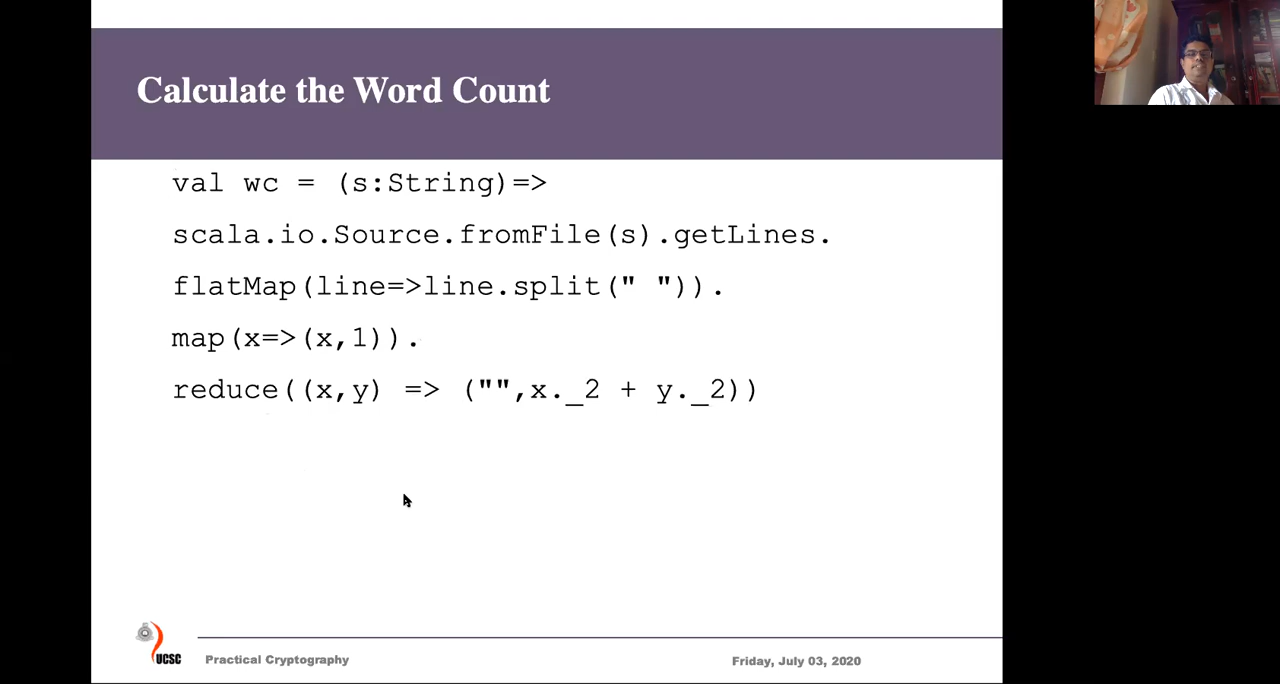 Calculate the Word Count
val wc = (s:String)=>
scala.io.Source.fromFile(s).getLines.
flatMap(line=>line.split(" ")).
map(x=>(x,1)).
reduce((x,y) => ("",x._2 + y._2))
UCSC
Practical Cryptography
Friday, July 03, 2020